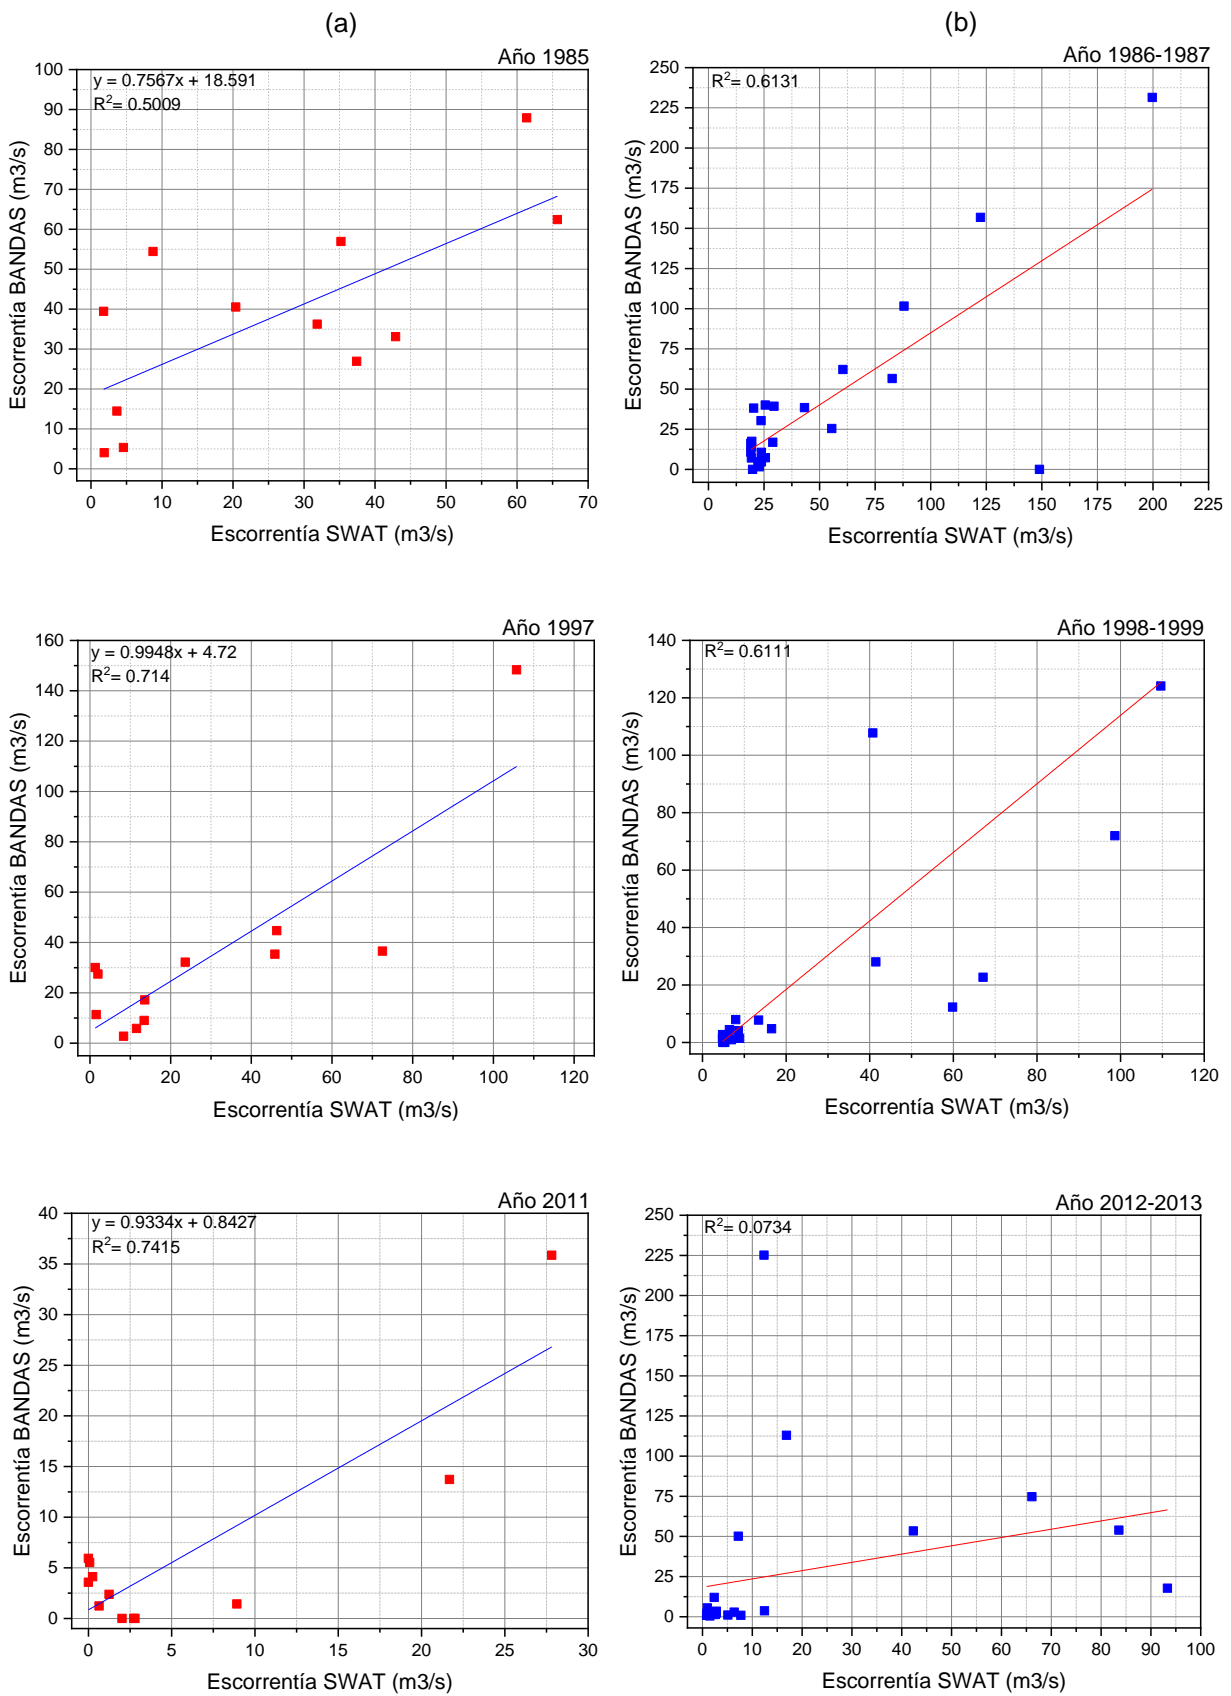 (a)
(b)
Año 1985
y = 0.7567x + 18.591
R²= 0.5009
100
90
80
70
60
50
40
30
20
10
0
0 10 20 30 40 50 60 70
Escorrentía BANDAS (m3/s)
Escorrentía SWAT (m3/s)
Año 1986-1987
R²= 0.6131
250
225
200
175
150
125
100
75
50
25
0
0 25 50 75 100 125 150 175 200 225
Escorrentía BANDAS (m3/s)
Escorrentía SWAT (m3/s)
Año 1997
y = 0.9948x + 4.72
R²= 0.714
160
140
120
100
80
60
40
20
0
0 20 40 60 80 100 120
Escorrentía BANDAS (m3/s)
Escorrentía SWAT (m3/s)
Año 1998-1999
R²= 0.6111
140
120
100
80
60
40
20
0
0 20 40 60 80 100 120
Escorrentía BANDAS (m3/s)
Escorrentía SWAT (m3/s)
Año 2011
y = 0.9334x + 0.8427
R²= 0.7415
40
35
30
25
20
15
10
5
0
0 5 10 15 20 25 30
Escorrentía BANDAS (m3/s)
Escorrentía SWAT (m3/s)
Año 2012-2013
R²= 0.0734
250
225
200
175
150
125
100
75
50
25
0
0 10 20 30 40 50 60 70 80 90 100
Escorrentía BANDAS (m3/s)
Escorrentía SWAT (m3/s)